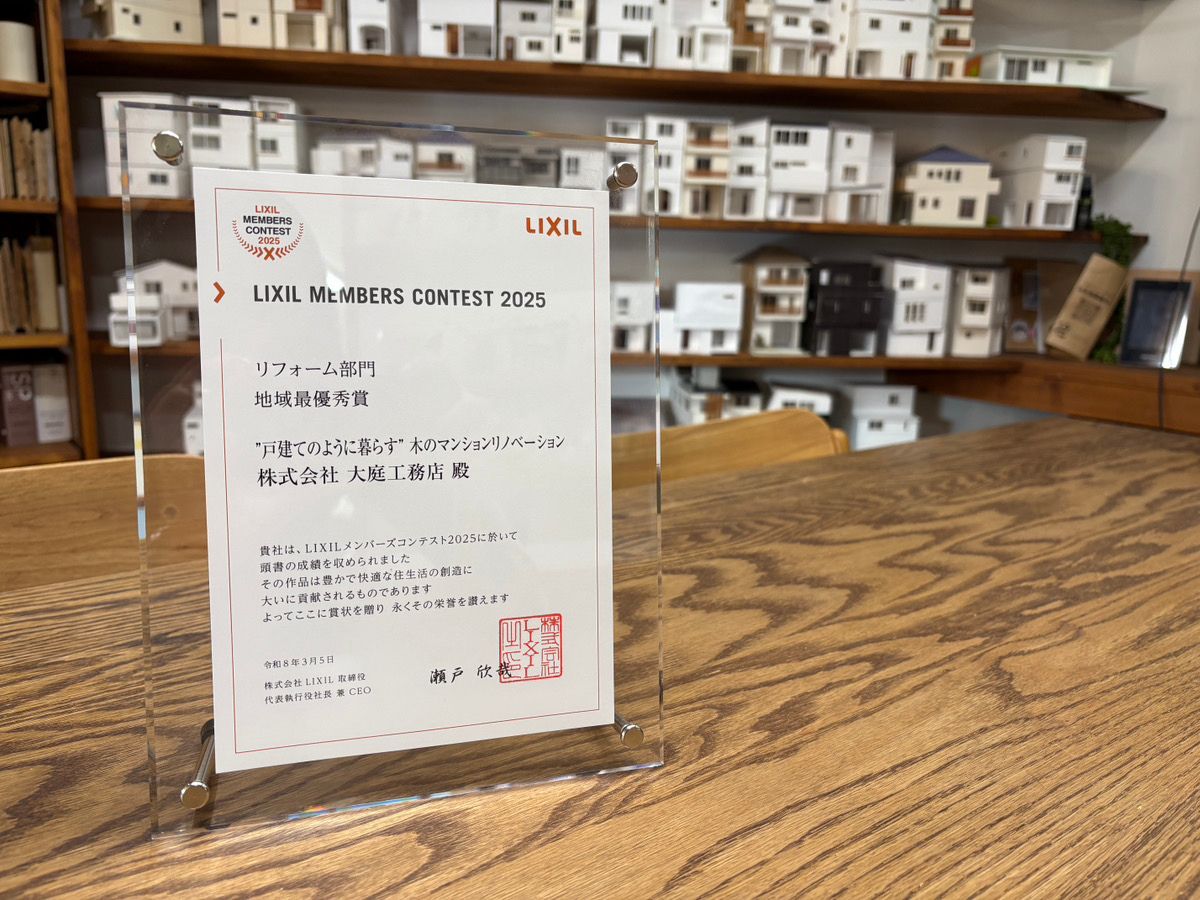 LIXIL
MEMBERS
CONTEST
2025
LIXIL
LIXIL MEMBERS CONTEST 2025
リフォーム部門
地域最優秀賞
”戸建てのように暮らす” 木のマンションリノベーション
株式会社 大庭工務店 殿
貴社は、LIXILメンバーズコンテスト2025に於いて
頭書の成績を収められました
その作品は豊かで快適な住生活の創造に
大いに貢献されるものであります
よってここに賞状を贈り 永くその栄誉を讃えます
令和8年3月5日
株式会社 LIXIL 取締役
代表執行役社長 兼 CEO
瀬戸 欣哉
株式会社
LIXIL
之印